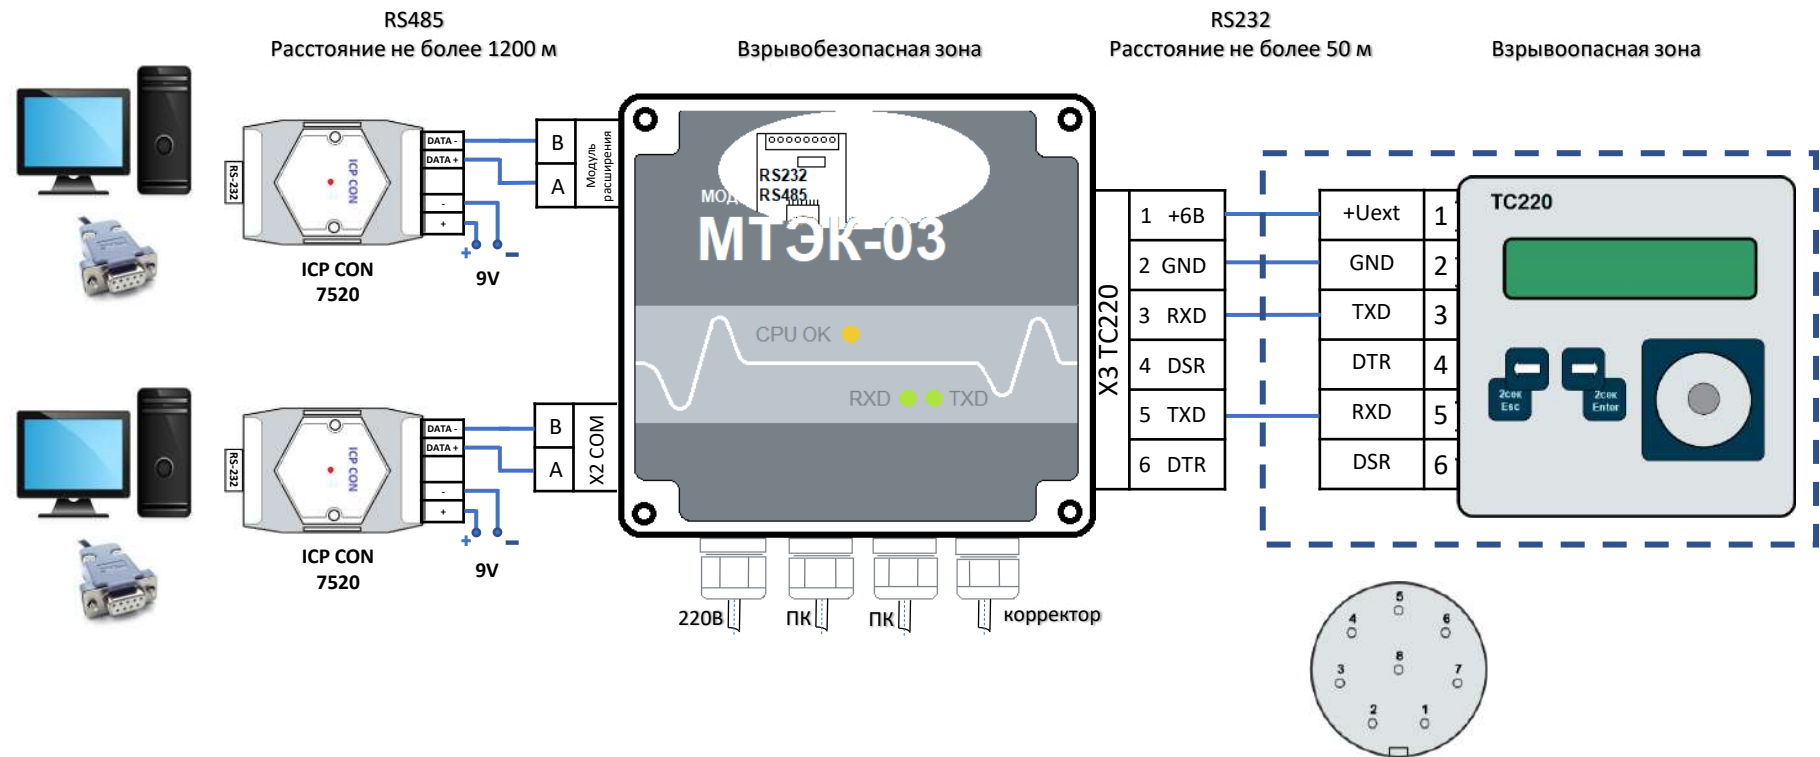 RS485
Расстояние не более 1200 м
Взрывобезопасная зона
RS232
Расстояние не более 50 м
Взрывоопасная зона
RS-232
ICP CON
DATA -
DATA +
-
+
+
–
9V
ICP CON
7520
B
A
Модуль
расширения
RS232
RS485
МОД
МТЭК-03
CPU OK
RXD
TXD
X3 TC220
1 +6В
2 GND
3 RXD
4 DSR
5 TXD
6 DTR
+Uext 1
GND 2
TXD 3
DTR 4
RXD 5
DSR 6
TC220
2сек
Esc
2сек
Enter
RS-232
ICP CON
DATA -
DATA +
-
+
+
–
9V
ICP CON
7520
B
A
X2 COM
220В
ПК
ПК
корректор
5
4
6
3
8
7
2
1